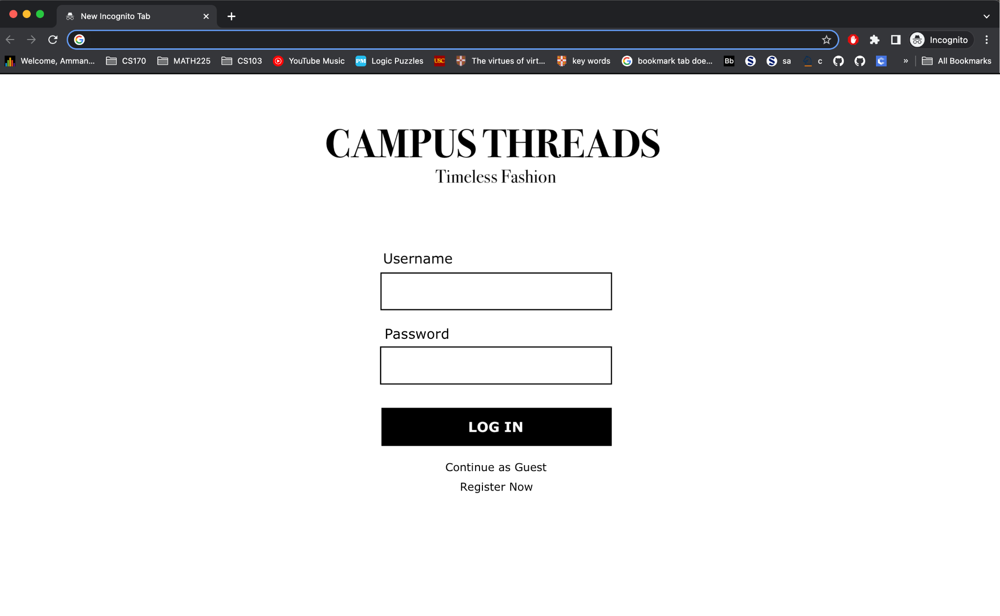 New Incognito Tab
Incognito
Welcome, Amman... CS170 MATH225 CS103 YouTube Music PM Logic Puzzles USC The virtues of virt... key words bookmark tab doe... Bb S S sa c C » All Bookmarks
CAMPUS THREADS
Timeless Fashion
Username
Password
LOG IN
Continue as Guest
Register Now